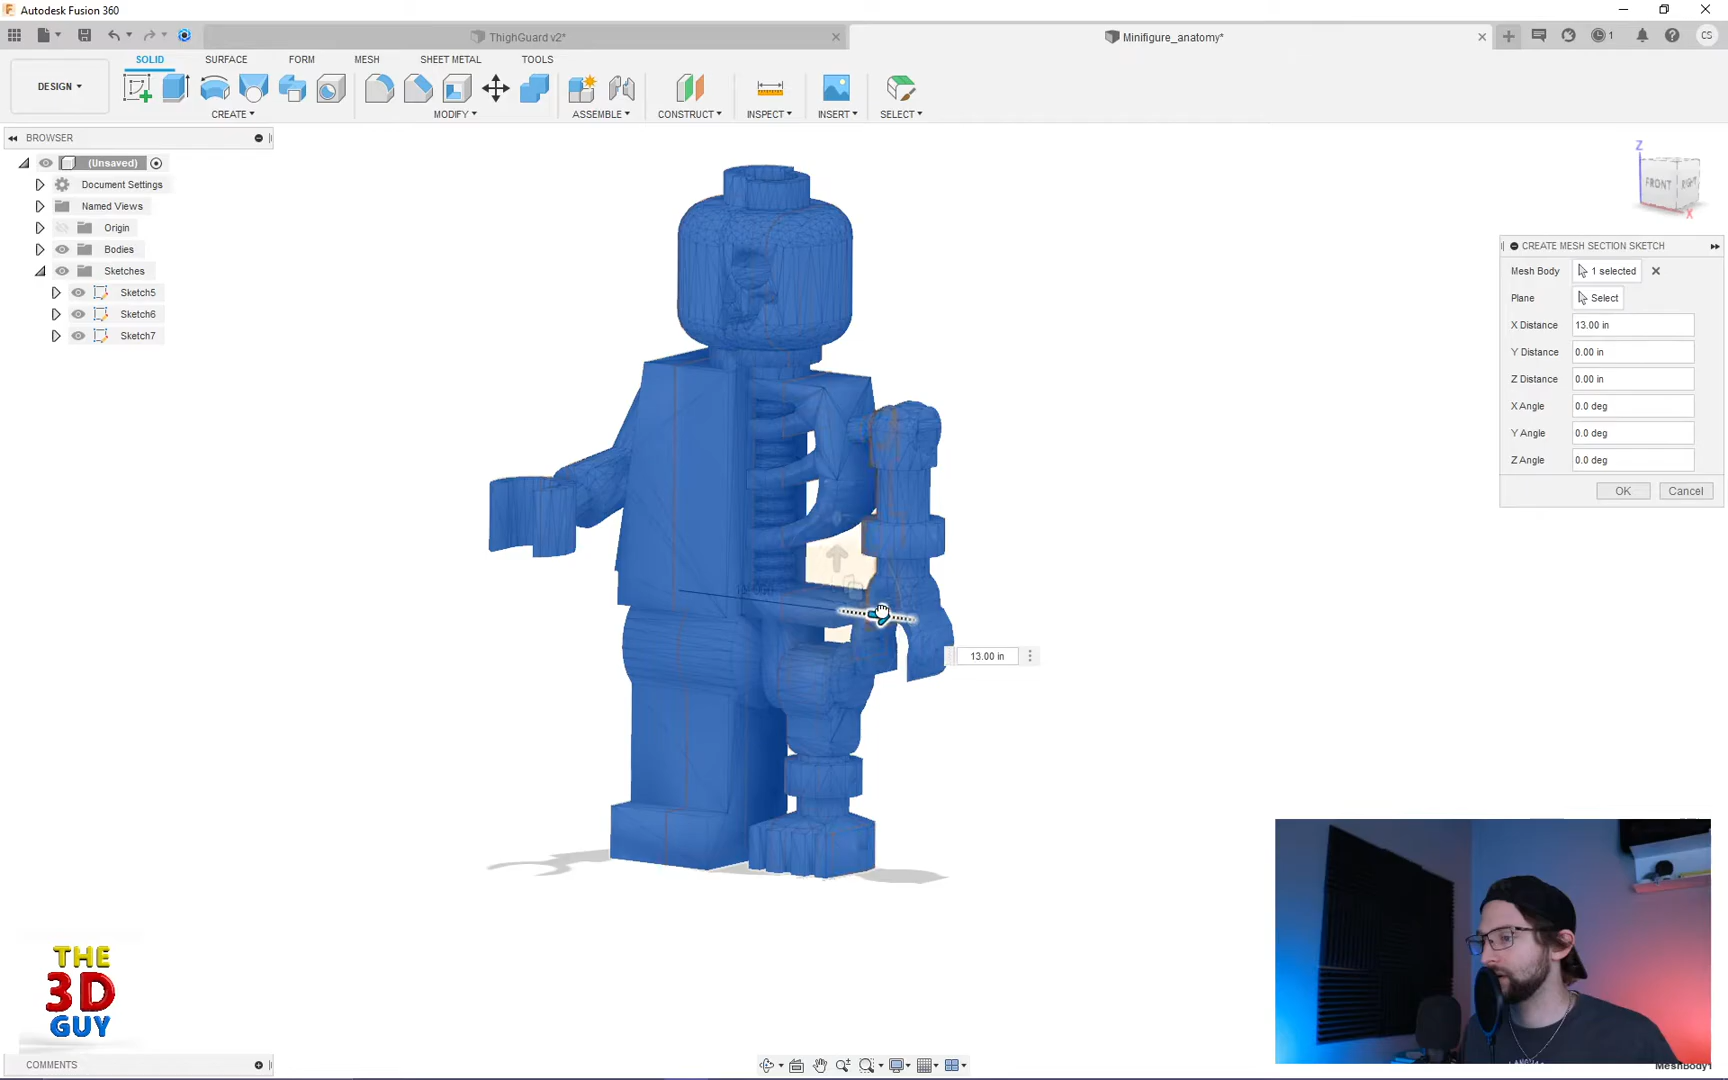 Autodesk Fusion 360
ThighGuard v2*
Minifigure_anatomy*
1
CS
DESIGN
SOLID
SURFACE
FORM
MESH
SHEET METAL
TOOLS
CREATE
MODIFY
ASSEMBLE
CONSTRUCT
INSPECT
INSERT
SELECT
BROWSER
(Unsaved)
Document Settings
Named Views
Origin
Bodies
Sketches
Sketch5
Sketch6
Sketch7
Z
FRONT
RIGHT
X
CREATE MESH SECTION SKETCH
Mesh Body
1 selected
Plane
Select
X Distance
13.00 in
Y Distance
0.00 in
Z Distance
0.00 in
X Angle
0.0 deg
Y Angle
0.0 deg
Z Angle
0.0 deg
OK
Cancel
13.00 in
THE
3D
GUY
COMMENTS
MeshBody1